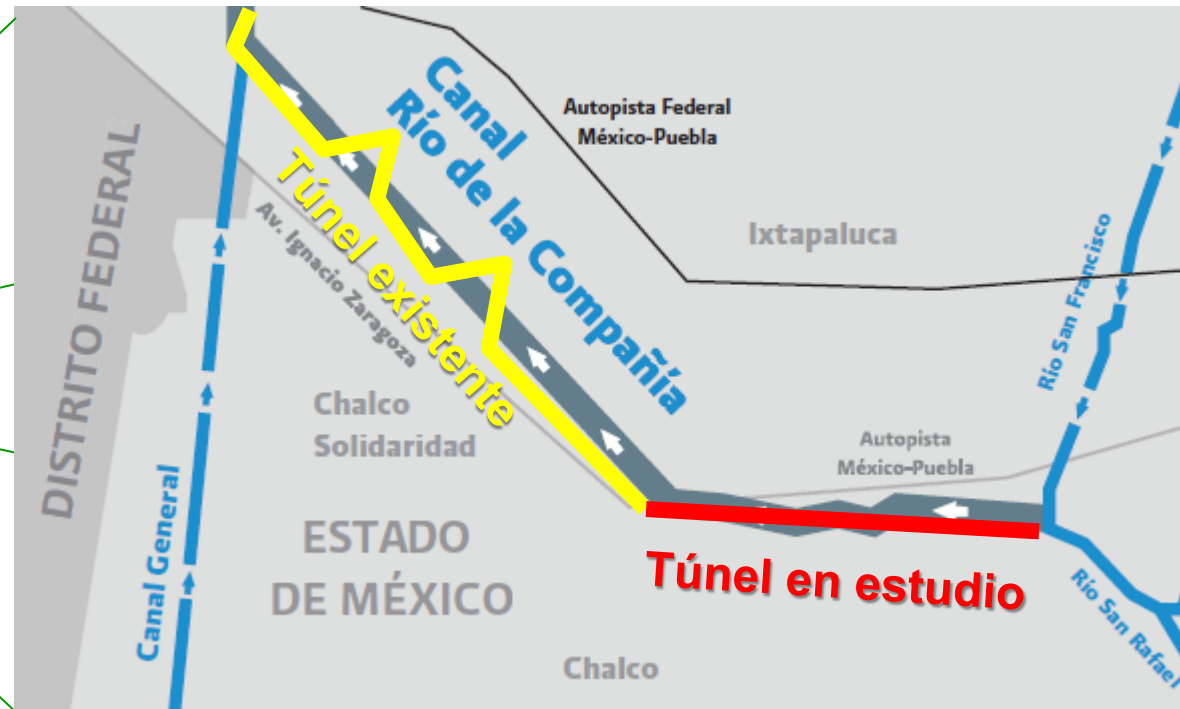 Canal
Río de la Compañía
Autopista Federal
México-Puebla
Túnel existente
Av. Ignacio Zaragoza
DISTRITO FEDERAL
Ixtapaluca
Río San Francisco
Chalco
Solidaridad
Autopista
México-Puebla
Canal General
ESTADO
DE MÉXICO
Túnel en estudio
Río San Rafael
Chalco